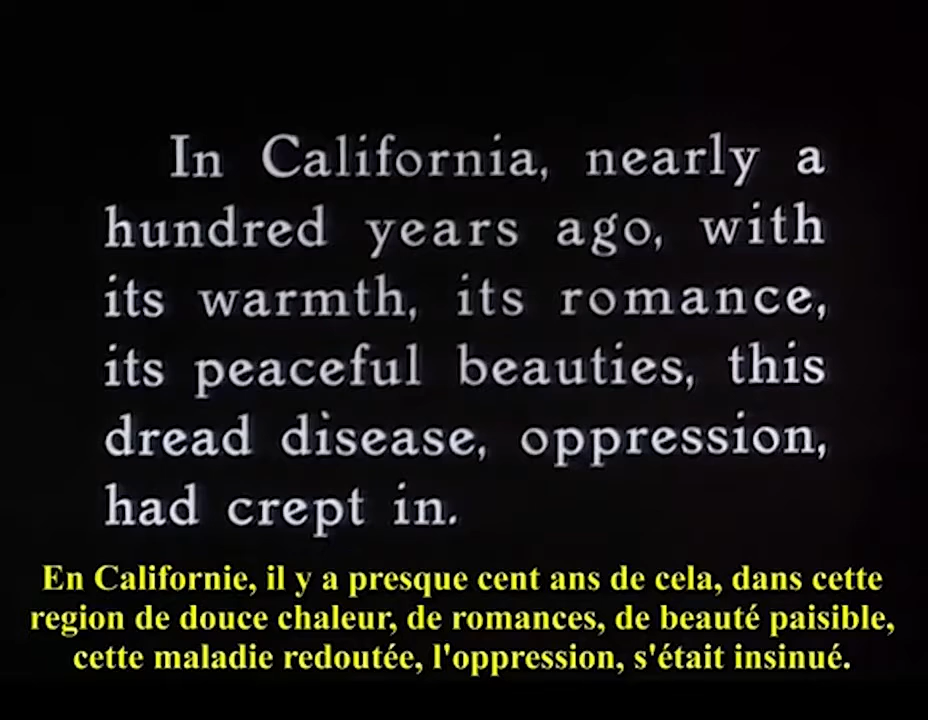 In California, nearly a
hundred years ago, with
its warmth, its romance,
its peaceful beauties, this
dread disease, oppression,
had crept in.
En Californie, il y a presque cent ans de cela, dans cette
region de douce chaleur, de romances, de beauté paisible,
cette maladie redoutée, l'oppression, s'était insinué.